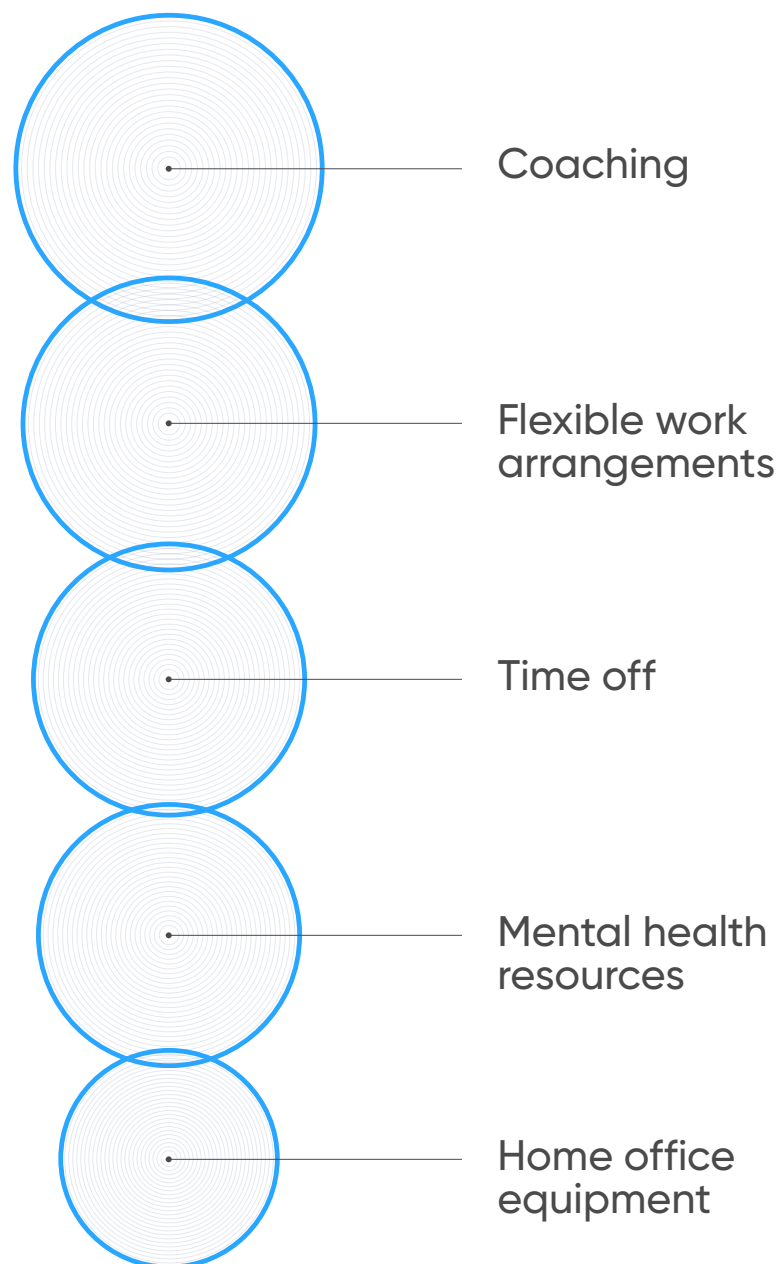 Coaching
Flexible work
arrangements
Time off
Mental health
resources
Home office
equipment